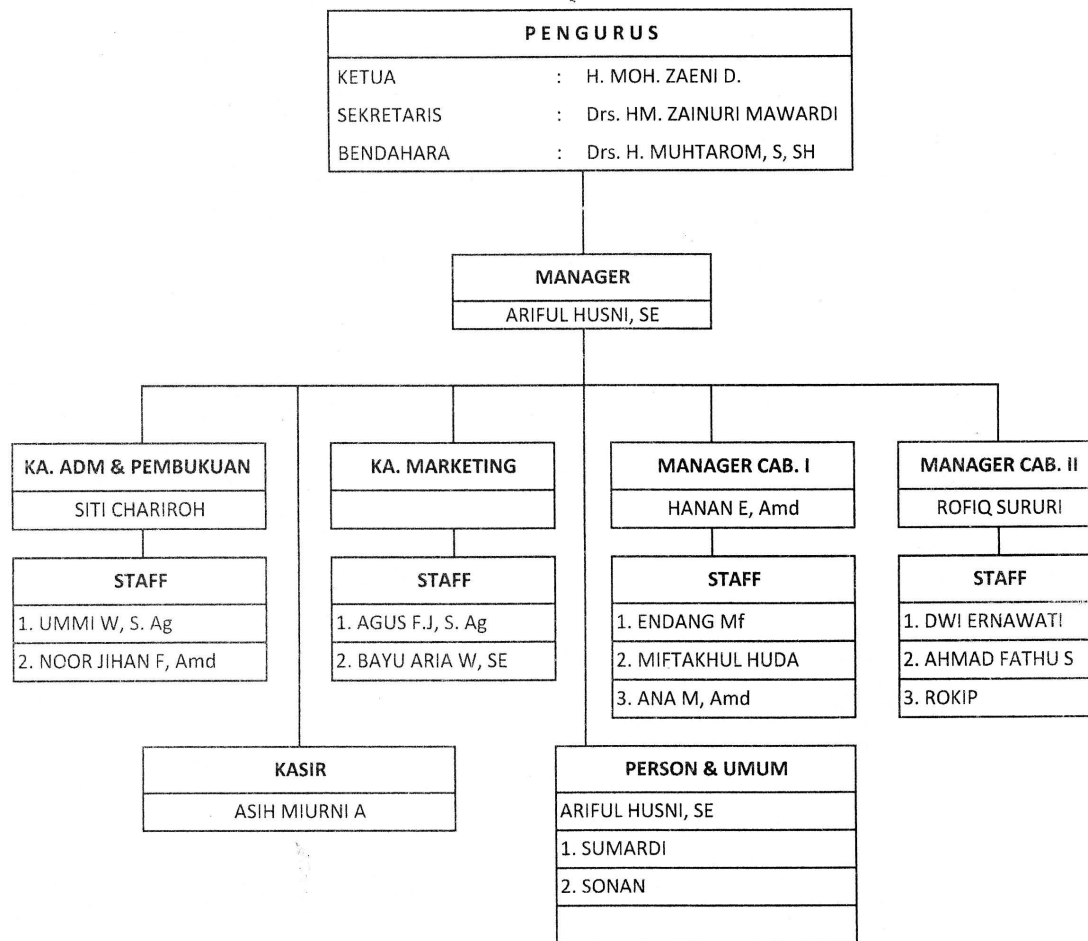 PENGURUS
KETUA : H. MOH. ZAENI D.
SEKRETARIS : Drs. HM. ZAINURI MAWARDI
BENDAHARA : Drs. H. MUHTAROM, S, SH
MANAGER
ARIFUL HUSNI, SE
KA. ADM & PEMBUKUAN
SITI CHARIROH
STAFF
1. UMMI W, S. Ag
2. NOOR JIHAN F, Amd
KA. MARKETING
STAFF
1. AGUS F.J, S. Ag
2. BAYU ARIA W, SE
MANAGER CAB. I
HANAN E, Amd
STAFF
1. ENDANG Mf
2. MIFTAKHUL HUDA
3. ANA M, Amd
MANAGER CAB. II
ROFIQ SURURI
STAFF
1. DWI ERNAWATI
2. AHMAD FATHU S
3. ROKIP
KASIR
ASIH MIURNI A
PERSON & UMUM
ARIFUL HUSNI, SE
1. SUMARDI
2. SONAN